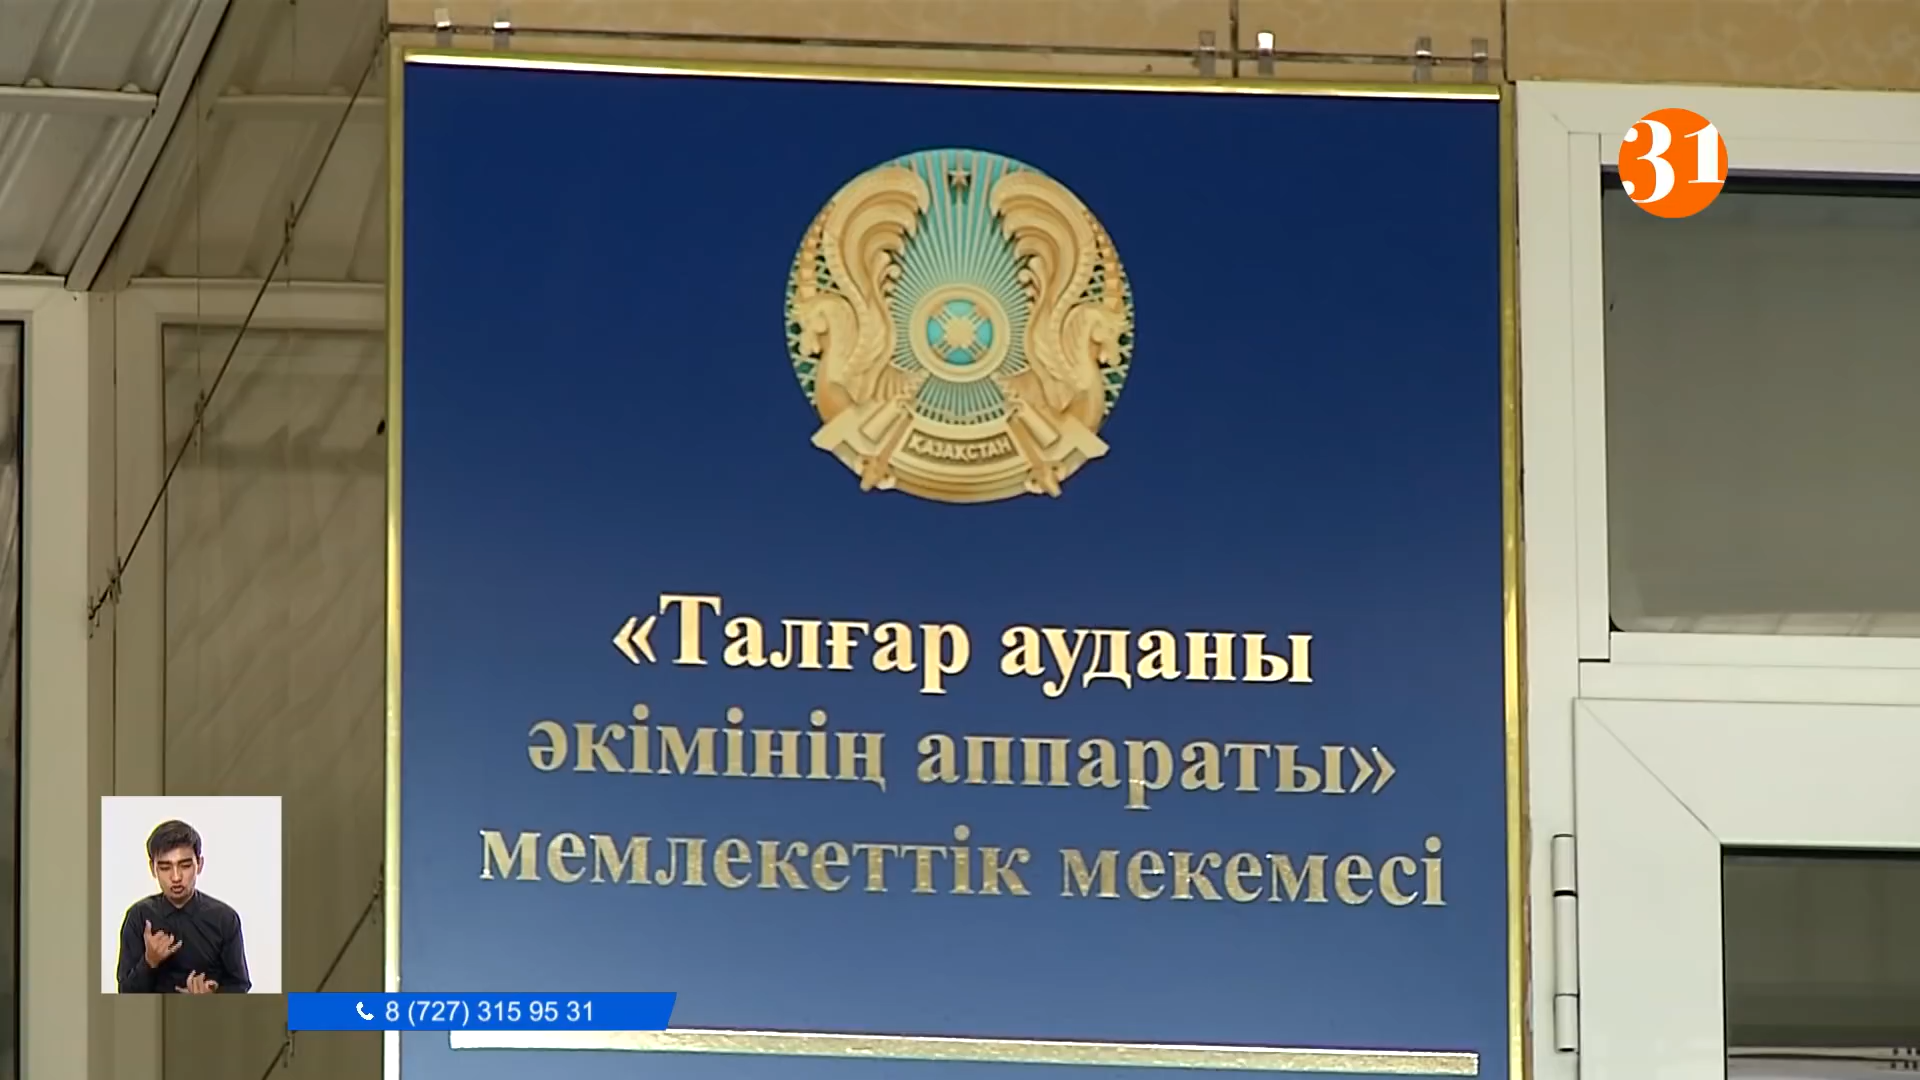 31
ҚАЗАҚСТАН
«Талғар ауданы
әкімінің аппараты»
мемлекеттік мекемесі
8 (727) 315 95 31